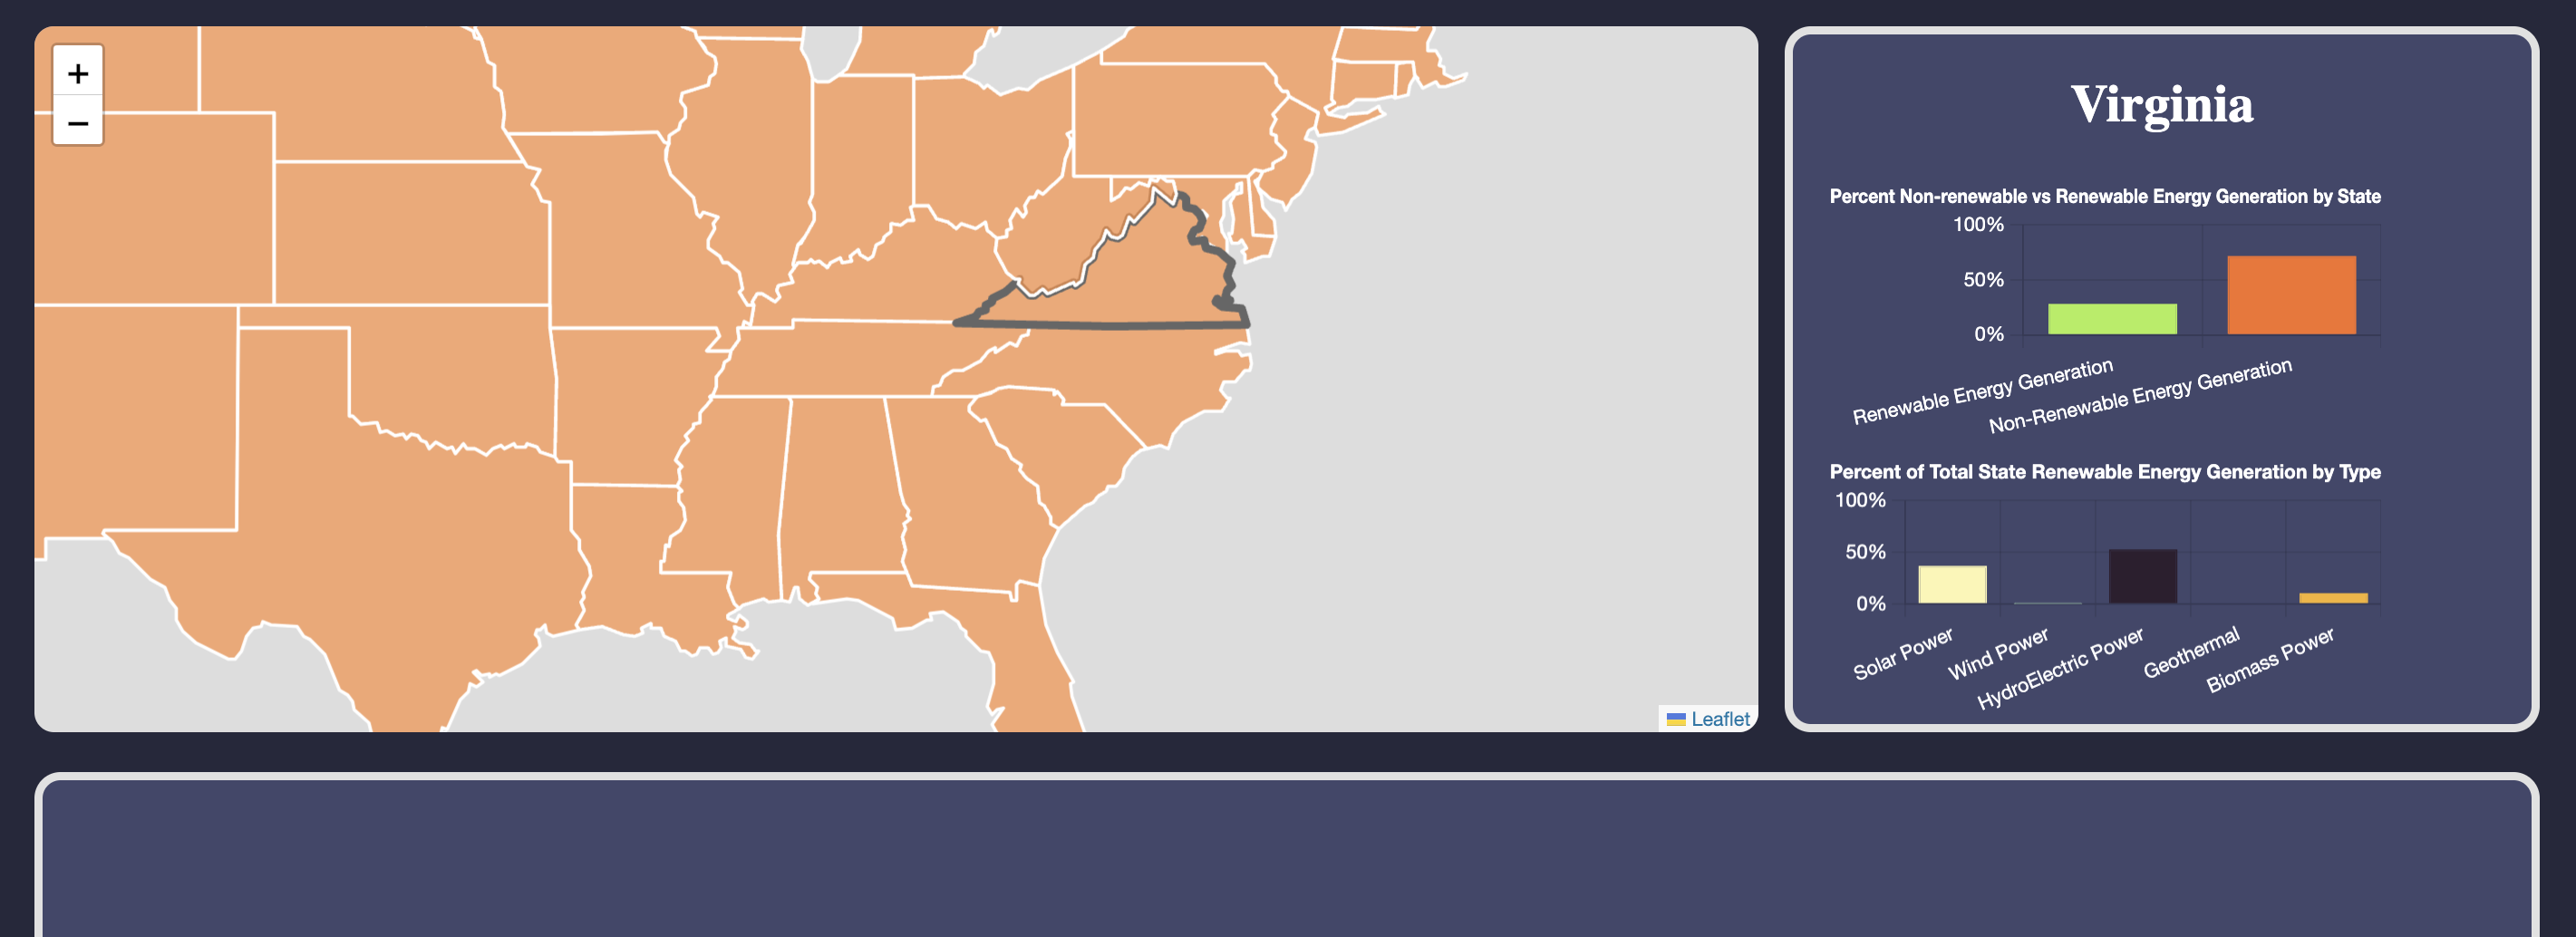 +
−
Leaflet
Virginia
Percent Non-renewable vs Renewable Energy Generation by State
100%
50%
0%
Renewable Energy Generation
Non-Renewable Energy Generation
Percent of Total State Renewable Energy Generation by Type
100%
50%
0%
Solar Power
Wind Power
HydroElectric Power
Geothermal
Biomass Power